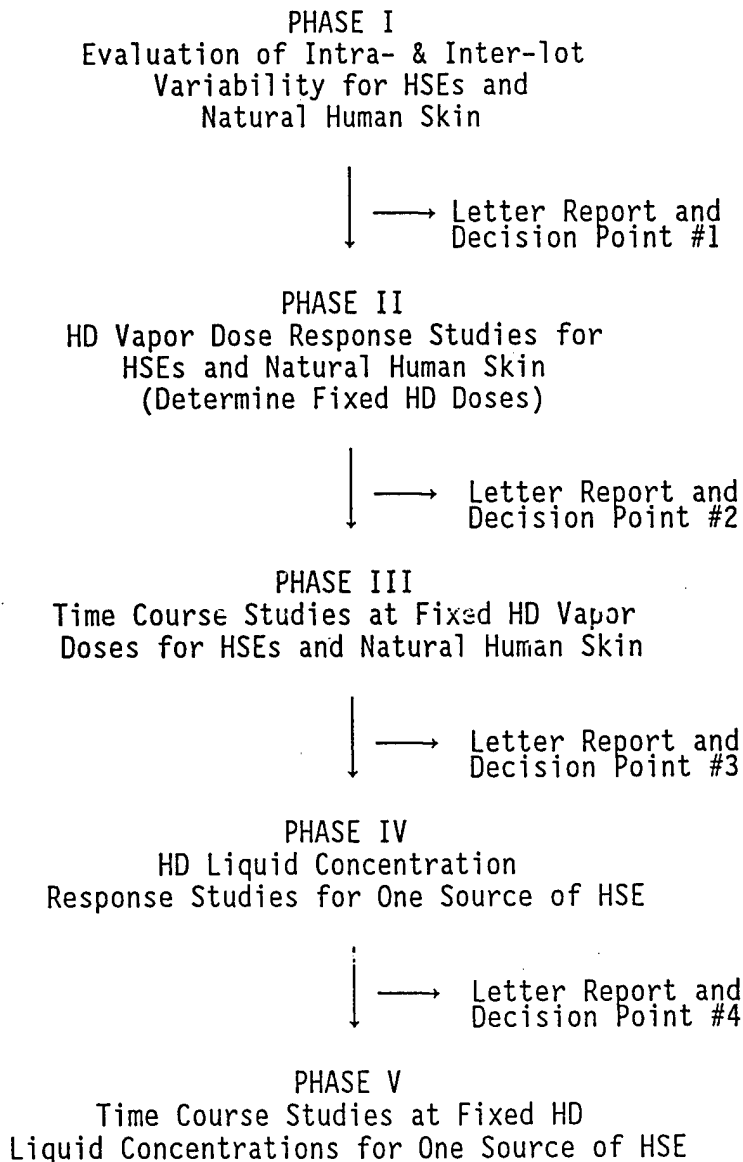 PHASE I
Evaluation of Intra- & Inter-lot
Variability for HSEs and
Natural Human Skin
Letter Report and
Decision Point #1
PHASE II
HD Vapor Dose Response Studies for
HSEs and Natural Human Skin
(Determine Fixed HD Doses)
Letter Report and
Decision Point #2
PHASE III
Time Course Studies at Fixed HD Vapor
Doses for HSEs and Natural Human Skin
Letter Report and
Decision Point #3
PHASE IV
HD Liquid Concentration
Response Studies for One Source of HSE
Letter Report and
Decision Point #4
PHASE V
Time Course Studies at Fixed HD
Liquid Concentrations for One Source of HSE